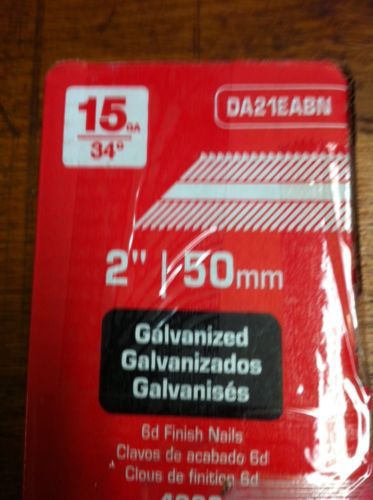 15 GA
34°
DA21EABN
2" | 50mm
Galvanized
Galvanizados
Galvanisés
6d Finish Nails
Clavos de acabado 6d
Clous de finition 6d